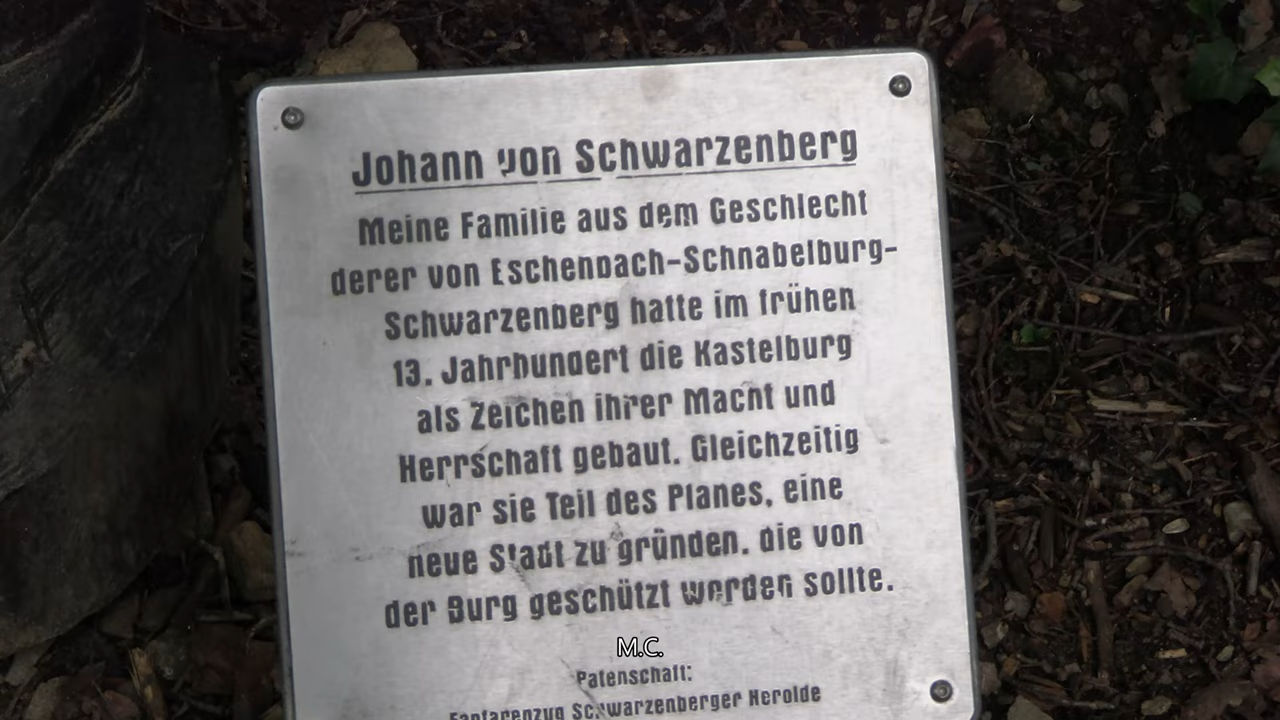 Johann von Schwarzenberg
Meine Familie aus dem Geschlecht
derer von Eschenbach-Schnabelburg-
Schwarzenberg hatte im frühen
13. Jahrhundert die Kastelburg
als Zeichen ihrer Macht und
Herrschaft gebaut. Gleichzeitig
war sie Teil des Planes, eine
neue Stadt zu gründen, die von
der Burg geschützt werden sollte.
M.C.
Patenschaft:
Fanfarenzug Schwarzenberger Herolde